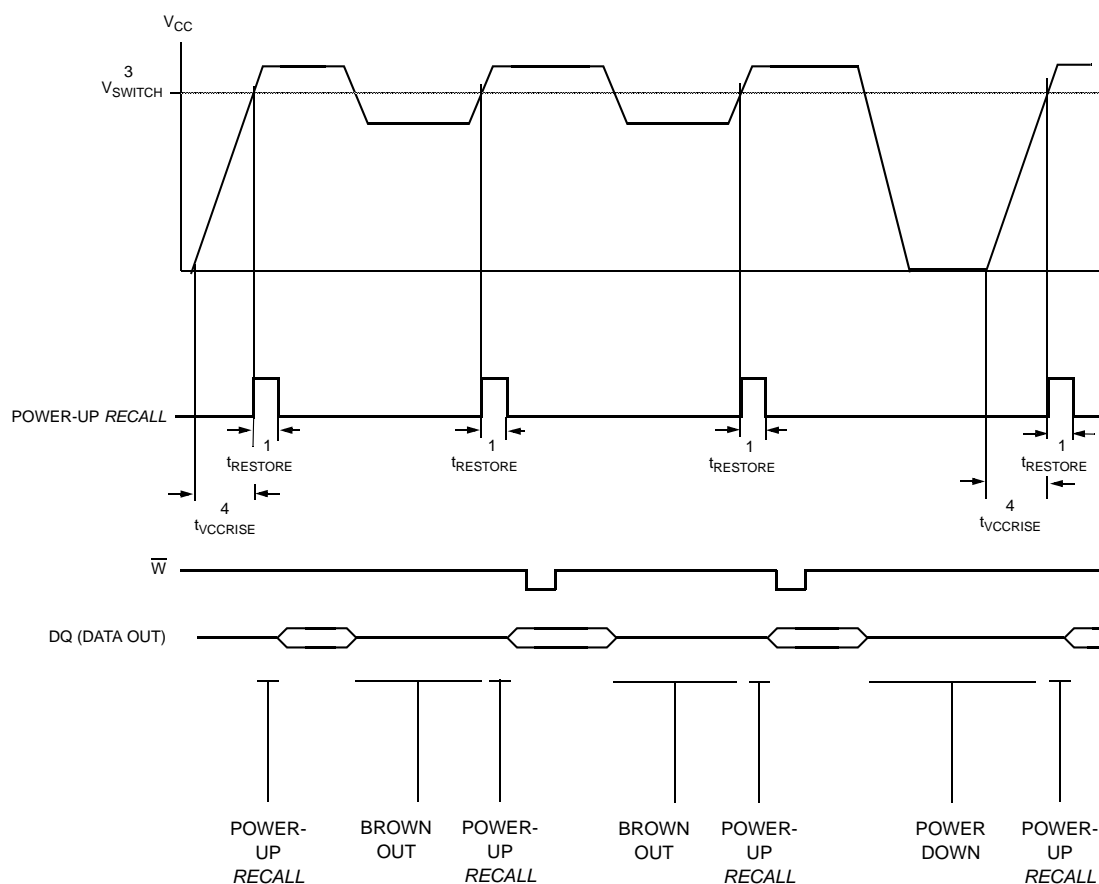 VCC
3
VSWITCH
POWER-UP RECALL
1
tRESTORE
1
tRESTORE
1
tRESTORE
1
tRESTORE
4
tVCCRISE
4
tVCCRISE
W
DQ (DATA OUT)
POWER-
UP
RECALL
BROWN
OUT
POWER-
UP
RECALL
BROWN
OUT
POWER-
UP
RECALL
POWER
DOWN
POWER-
UP
RECALL